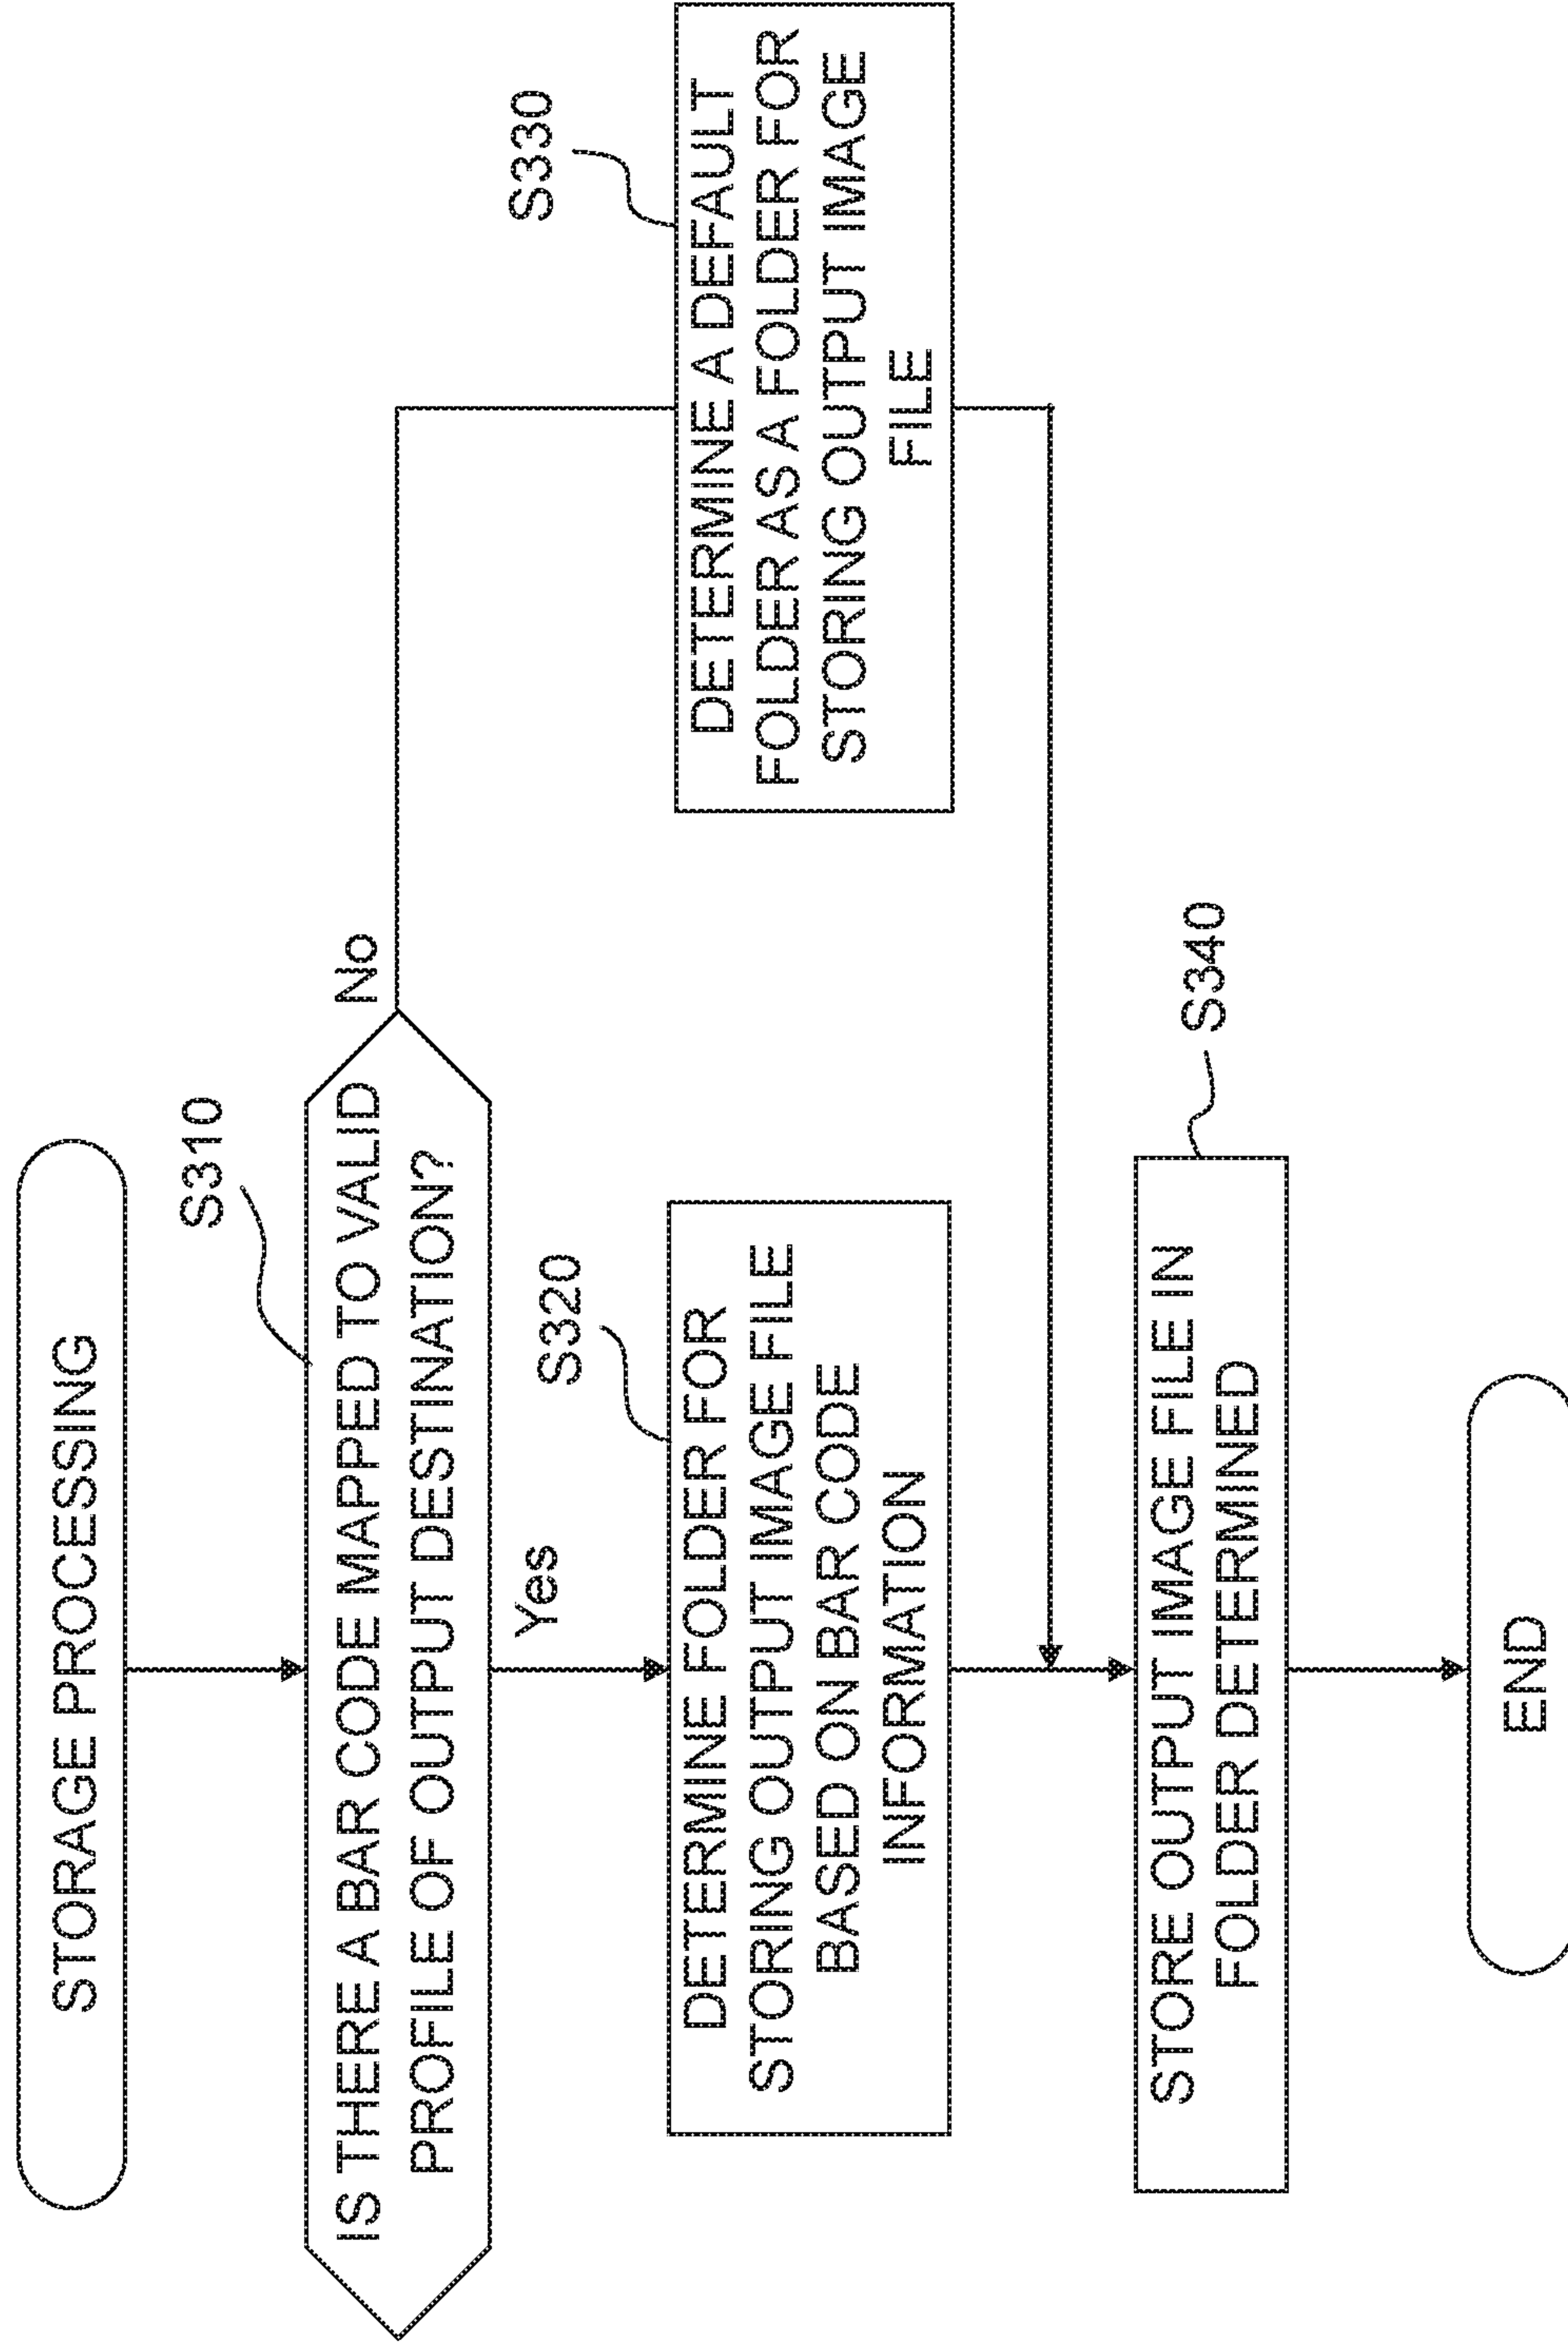 STORAGE PROCESSING
S310
IS THERE A BAR CODE MAPPED TO VALID
PROFILE OF OUTPUT DESTINATION?
No
Yes
S320
DETERMINE FOLDER FOR
STORING OUTPUT IMAGE FILE
BASED ON BAR CODE
INFORMATION
S330
DETERMINE A DEFAULT
FOLDER AS A FOLDER FOR
STORING OUTPUT IMAGE
FILE
S340
STORE OUTPUT IMAGE FILE IN
FOLDER DETERMINED
END